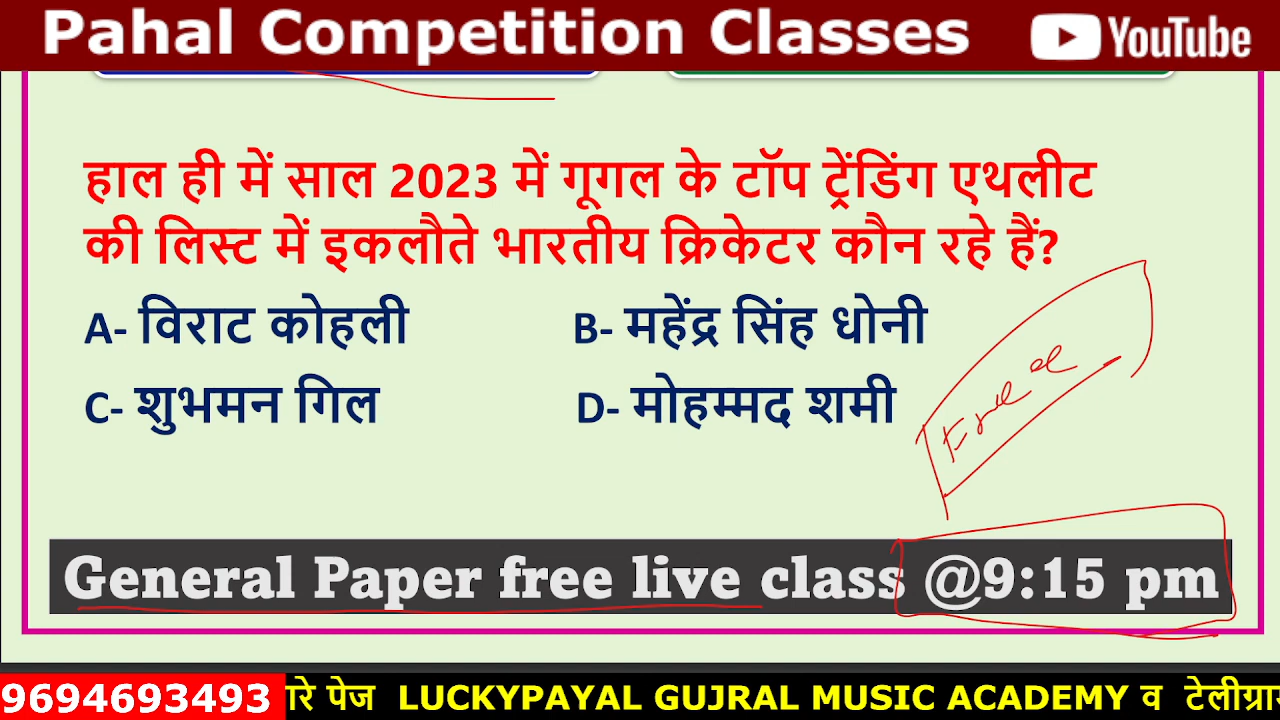 Pahal Competition Classes
YouTube
हाल ही में साल 2023 में गूगल के टॉप ट्रेंडिंग एथलीट
की लिस्ट में इकलौते भारतीय क्रिकेटर कौन रहे हैं?
A- विराट कोहली B- महेंद्र सिंह धोनी
C- शुभमन गिल D- मोहम्मद शमी
Free
General Paper free live class @9:15 pm
9694693493 रे पेज LUCKYPAYAL GUJRAL MUSIC ACADEMY व टेलीग्रा